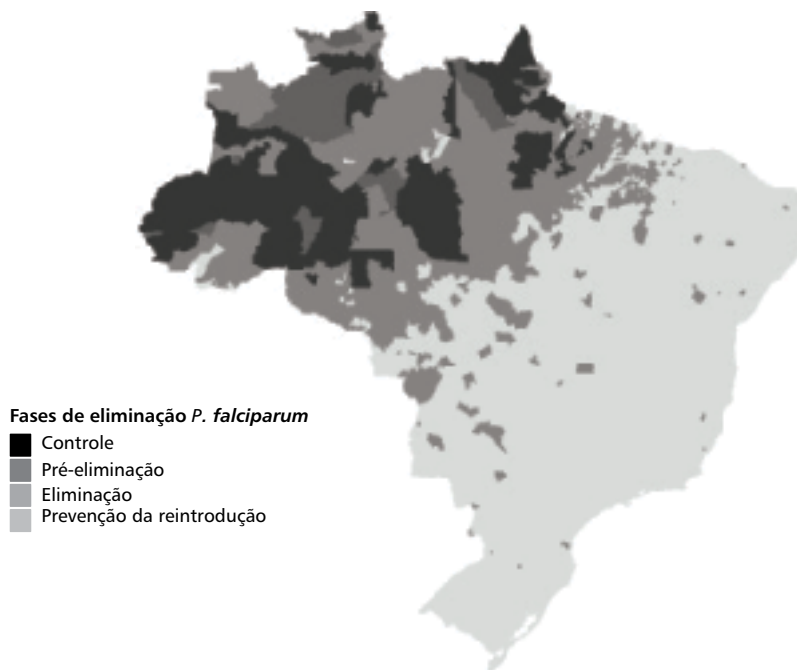 Fases de eliminação P. falciparum
Controle
Pré-eliminação
Eliminação
Prevenção da reintrodução